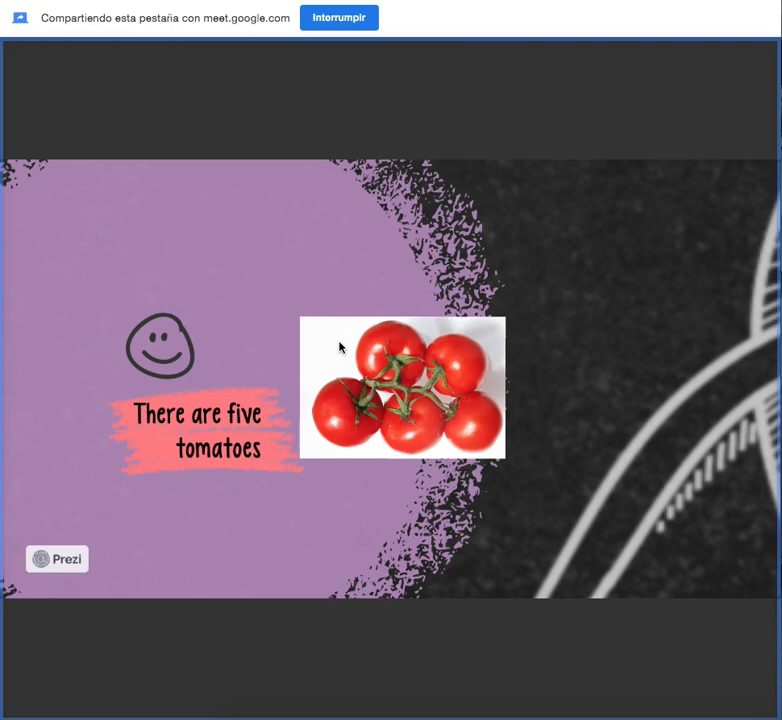 Compartiendo esta pestaña con meet.google.com
Interrumpir
There are five
tomatoes
Prezi